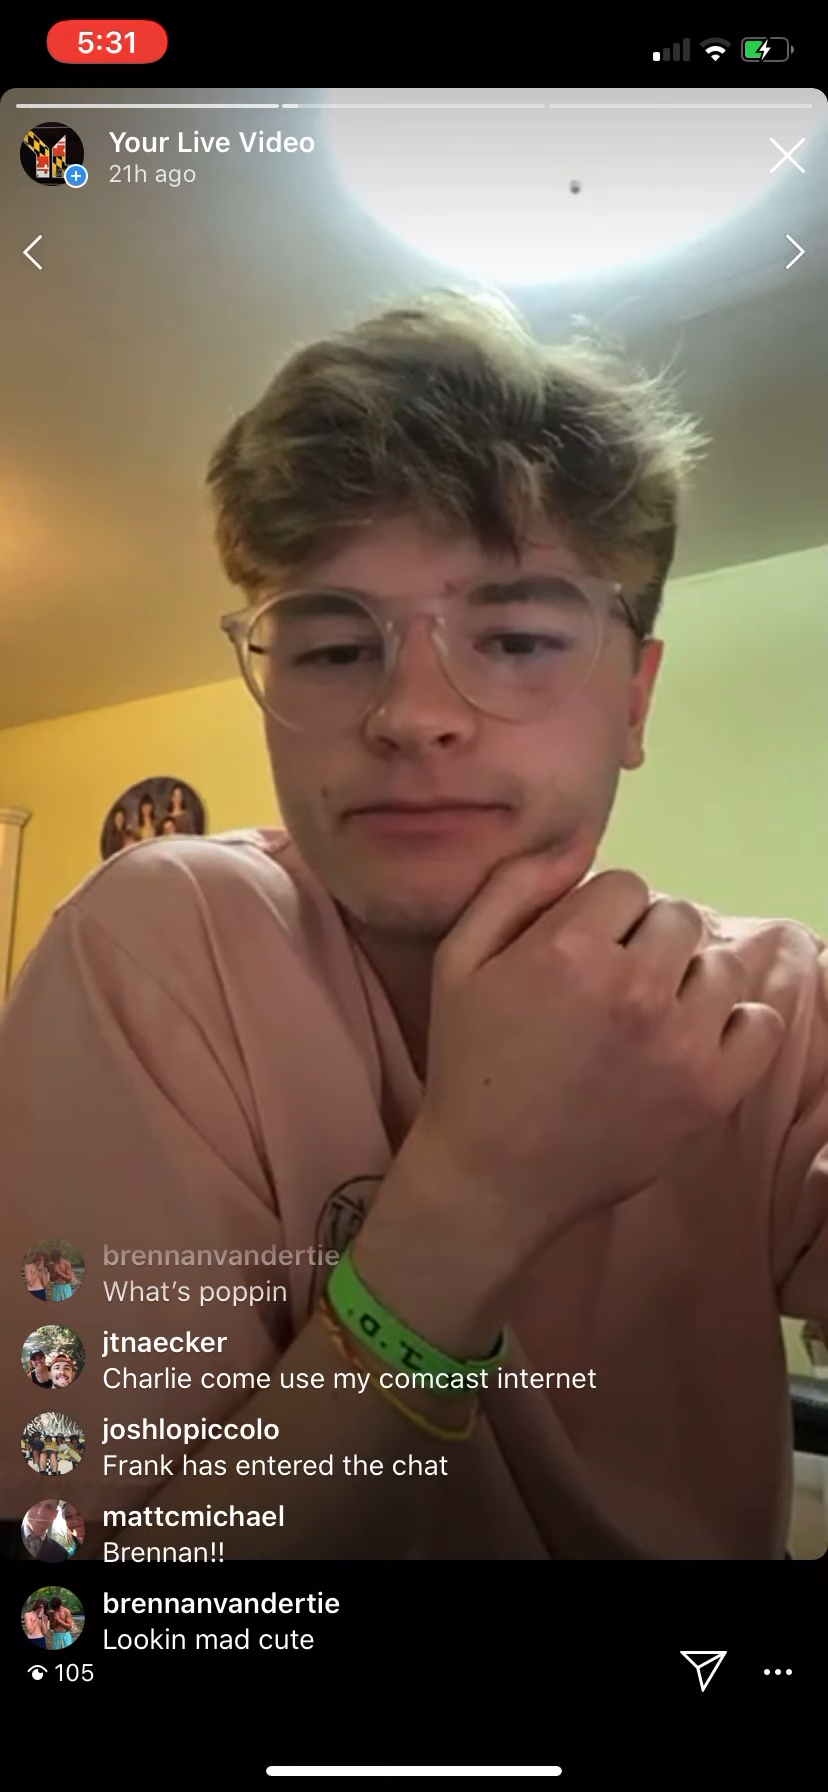 5:31
Your Live Video
21h ago
brennanvandertie
What's poppin
jtnaecker
Charlie come use my comcast internet
joshlopiccolo
Frank has entered the chat
mattcmichael
Brennan!!
brennanvandertie
Lookin mad cute
105